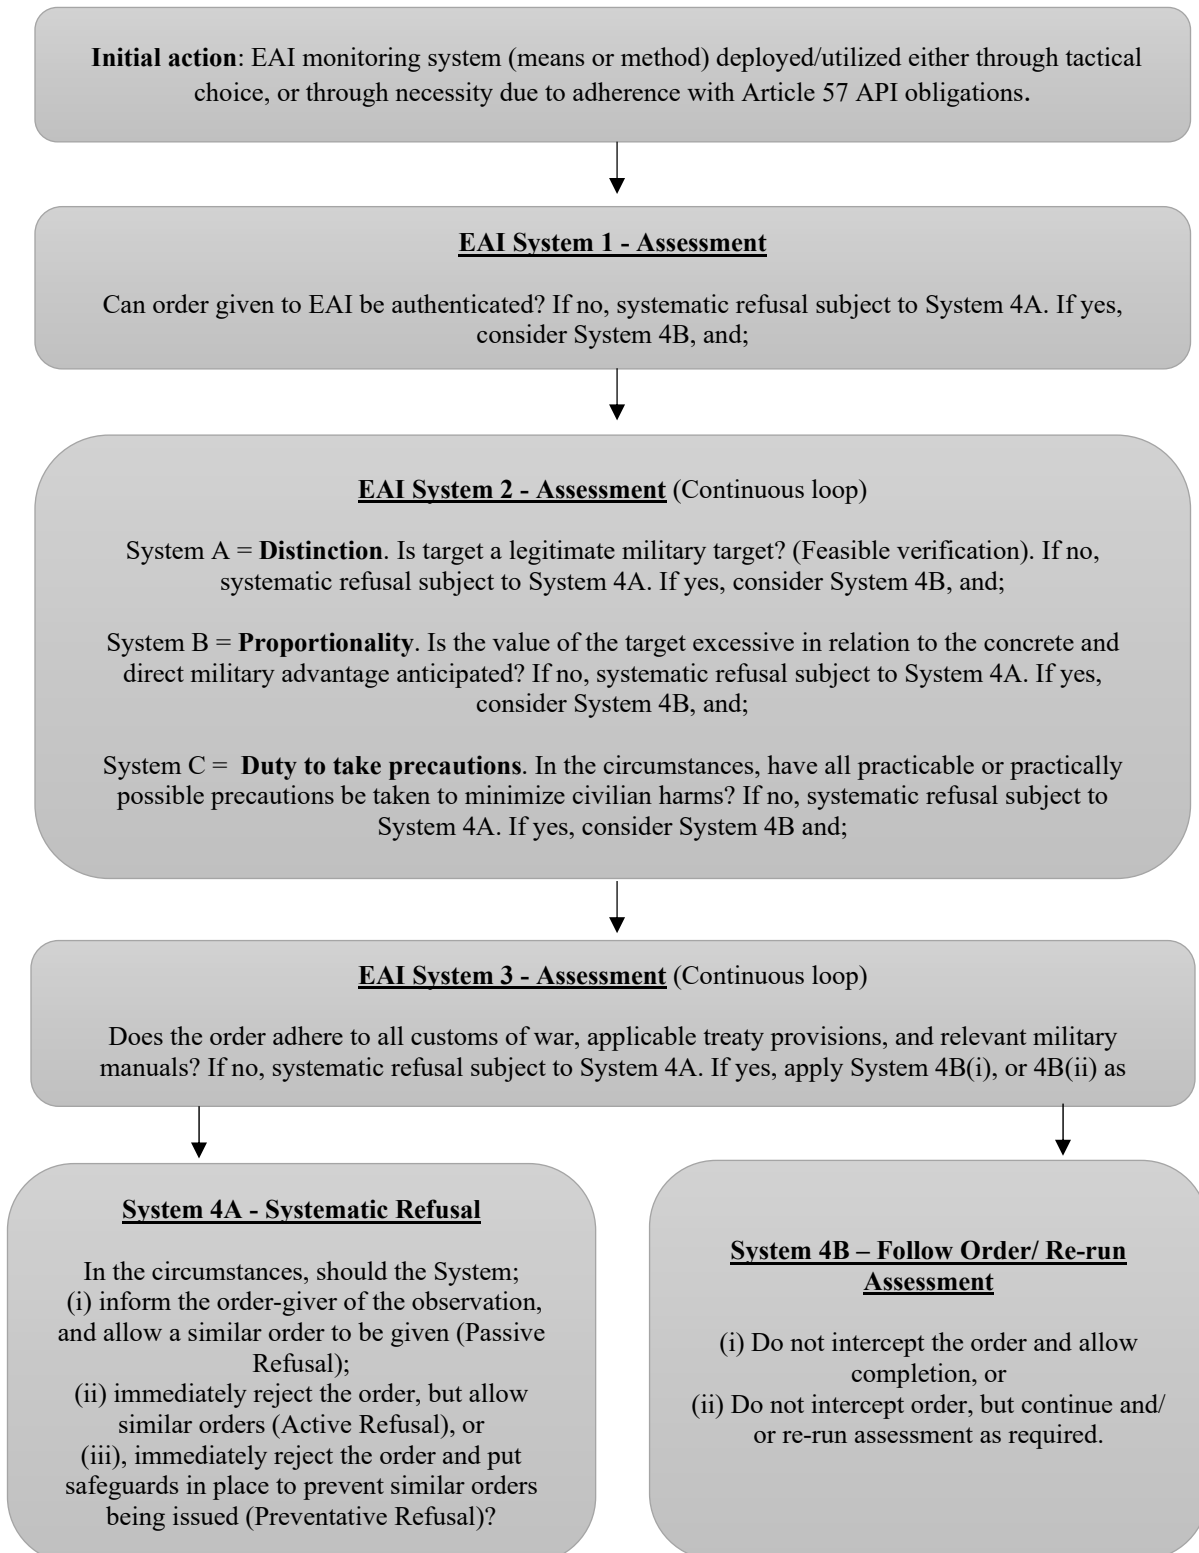 Initial action: EAI monitoring system (means or method) deployed/utilized either through tactical
choice, or through necessity due to adherence with Article 57 API obligations.
EAI System 1 - Assessment
Can order given to EAI be authenticated? If no, systematic refusal subject to System 4A. If yes,
consider System 4B, and;
EAI System 2 - Assessment (Continuous loop)
System A = Distinction. Is target a legitimate military target? (Feasible verification). If no,
systematic refusal subject to System 4A. If yes, consider System 4B, and;
System B = Proportionality. Is the value of the target excessive in relation to the concrete and
direct military advantage anticipated? If no, systematic refusal subject to System 4A. If yes,
consider System 4B, and;
System C = Duty to take precautions. In the circumstances, have all practicable or practically
possible precautions be taken to minimize civilian harms? If no, systematic refusal subject to
System 4A. If yes, consider System 4B and;
EAI System 3 - Assessment (Continuous loop)
Does the order adhere to all customs of war, applicable treaty provisions, and relevant military
manuals? If no, systematic refusal subject to System 4A. If yes, apply System 4B(i), or 4B(ii) as
System 4A - Systematic Refusal
In the circumstances, should the System;
(i) inform the order-giver of the observation,
and allow a similar order to be given (Passive
Refusal);
(ii) immediately reject the order, but allow
similar orders (Active Refusal), or
(iii), immediately reject the order and put
safeguards in place to prevent similar orders
being issued (Preventative Refusal)?
System 4B – Follow Order/ Re-run
Assessment
(i) Do not intercept the order and allow
completion, or
(ii) Do not intercept order, but continue and/
or re-run assessment as required.